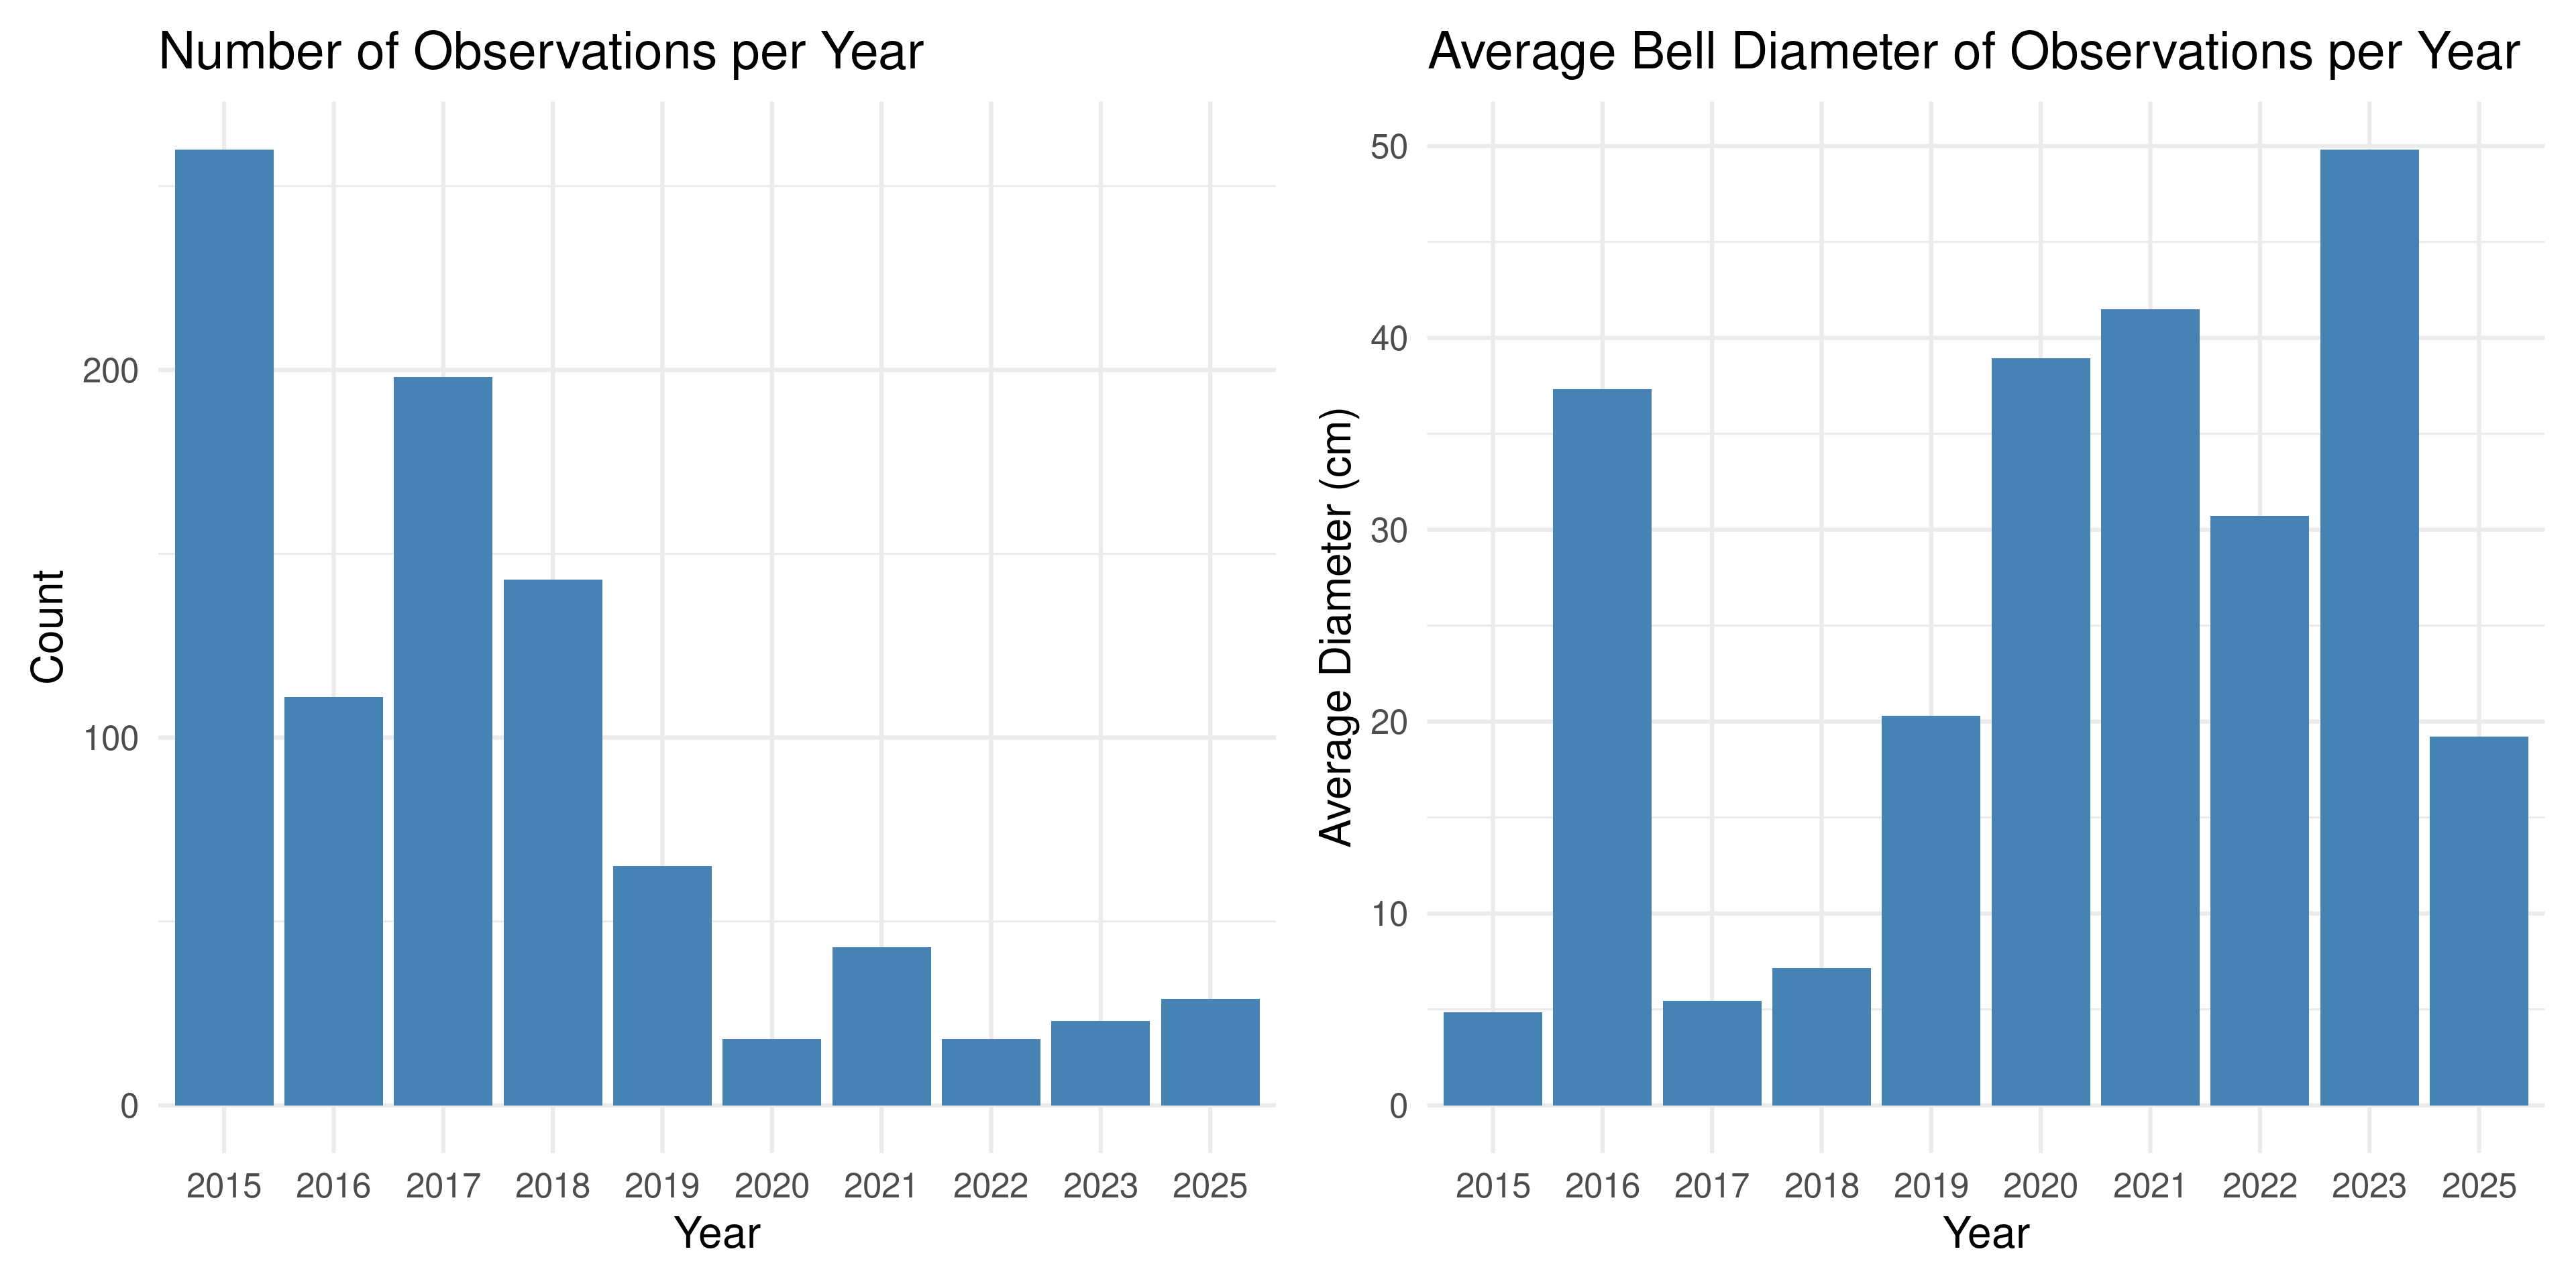 Number of Observations per Year
200
100
0
Count
2015 2016 2017 2018 2019 2020 2021 2022 2023 2025
Year
Average Bell Diameter of Observations per Year
50
40
30
20
10
0
Average Diameter (cm)
2015 2016 2017 2018 2019 2020 2021 2022 2023 2025
Year